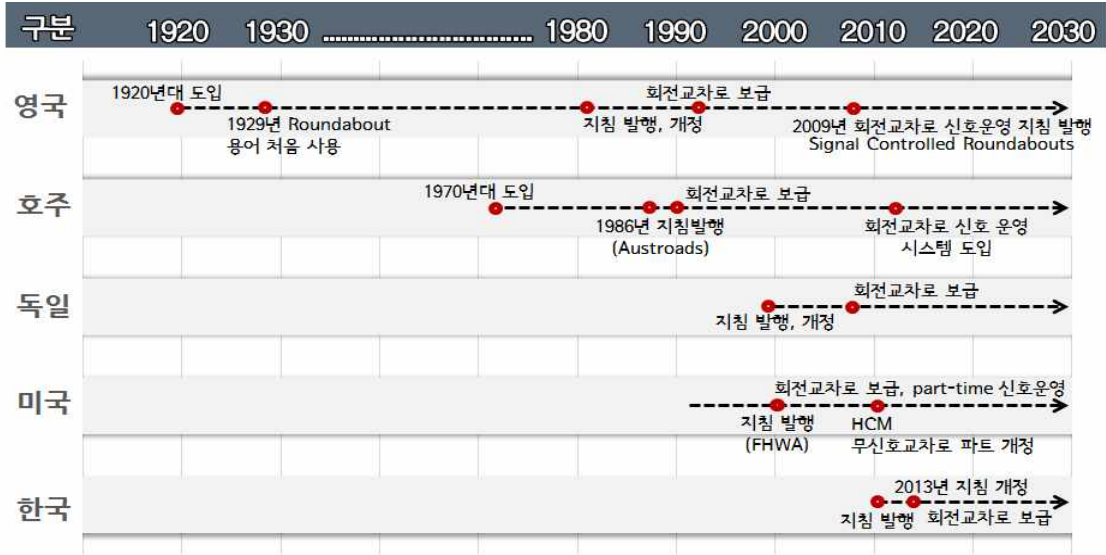 구분 1920 1930 ........................... 1980 1990 2000 2010 2020 2030
영국
1920년대 도입
회전교차로 보급
1929년 Roundabout
용어 처음 사용
지침 발행, 개정
2009년 회전교차로 신호운영 지침 발행
Signal Controlled Roundabouts
호주
1970년대 도입
회전교차로 보급
1986년 지침발행
(Austroads)
회전교차로 신호 운영
시스템 도입
독일
회전교차로 보급
지침 발행, 개정
미국
회전교차로 보급, part-time 신호운영
지침 발행
(FHWA)
HCM
무신호교차로 파트 개정
한국
2013년 지침 개정
지침 발행
회전교차로 보급